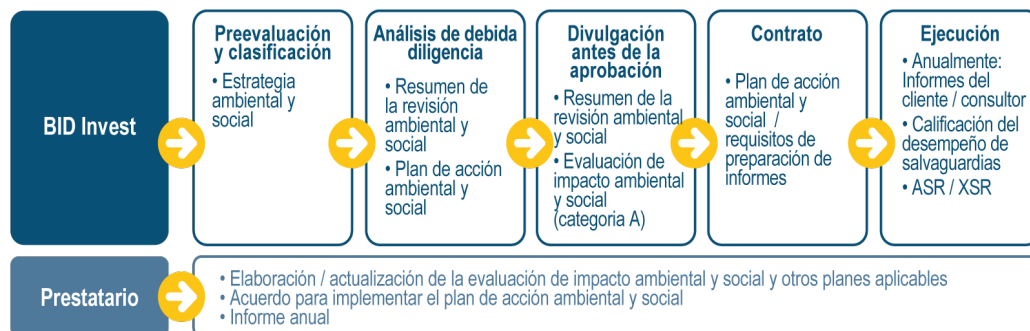 BID Invest
Preevaluación
y clasificación
• Estrategia
ambiental y
social
Análisis de debida
diligencia
• Resumen de
la revisión
ambiental y
social
• Plan de acción
ambiental y
social
Divulgación
antes de la
aprobación
• Resumen de la
revisión ambiental
y social
• Evaluación de
impacto ambiental
y social
(categoria A)
Contrato
• Plan de acción
ambiental y
social /
requisitos de
preparación de
informes
Ejecución
• Anualmente:
Informes del
cliente / consultor
• Calificación del
desempeño de
salvaguardias
• ASR / XSR
Prestatario
• Elaboración / actualización de la evaluación de impacto ambiental y social y otros planes aplicables
• Acuerdo para implementar el plan de acción ambiental y social
• Informe anual